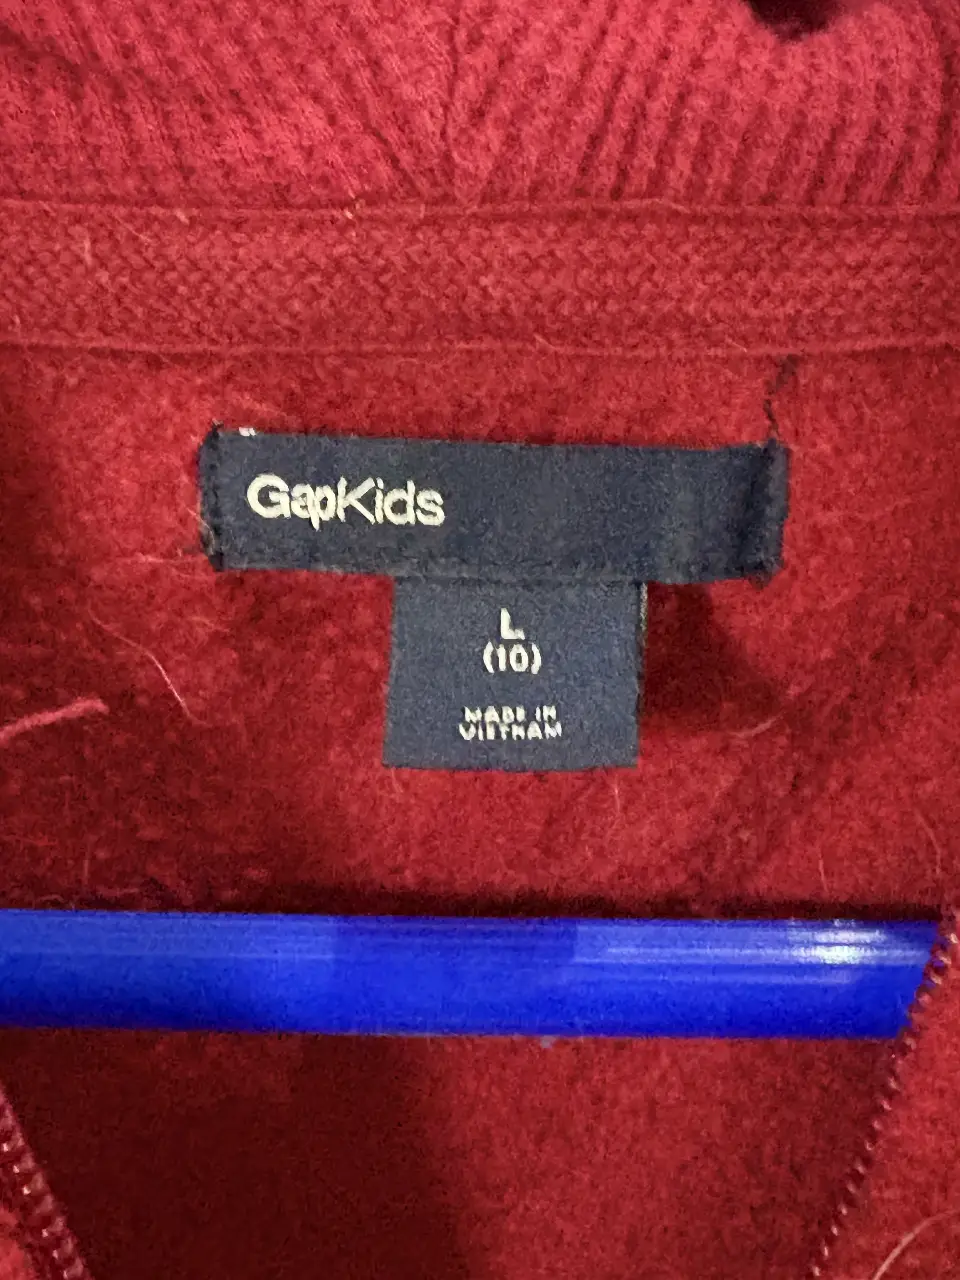 GapKids
L
(10)
MADE IN
VIETNAM